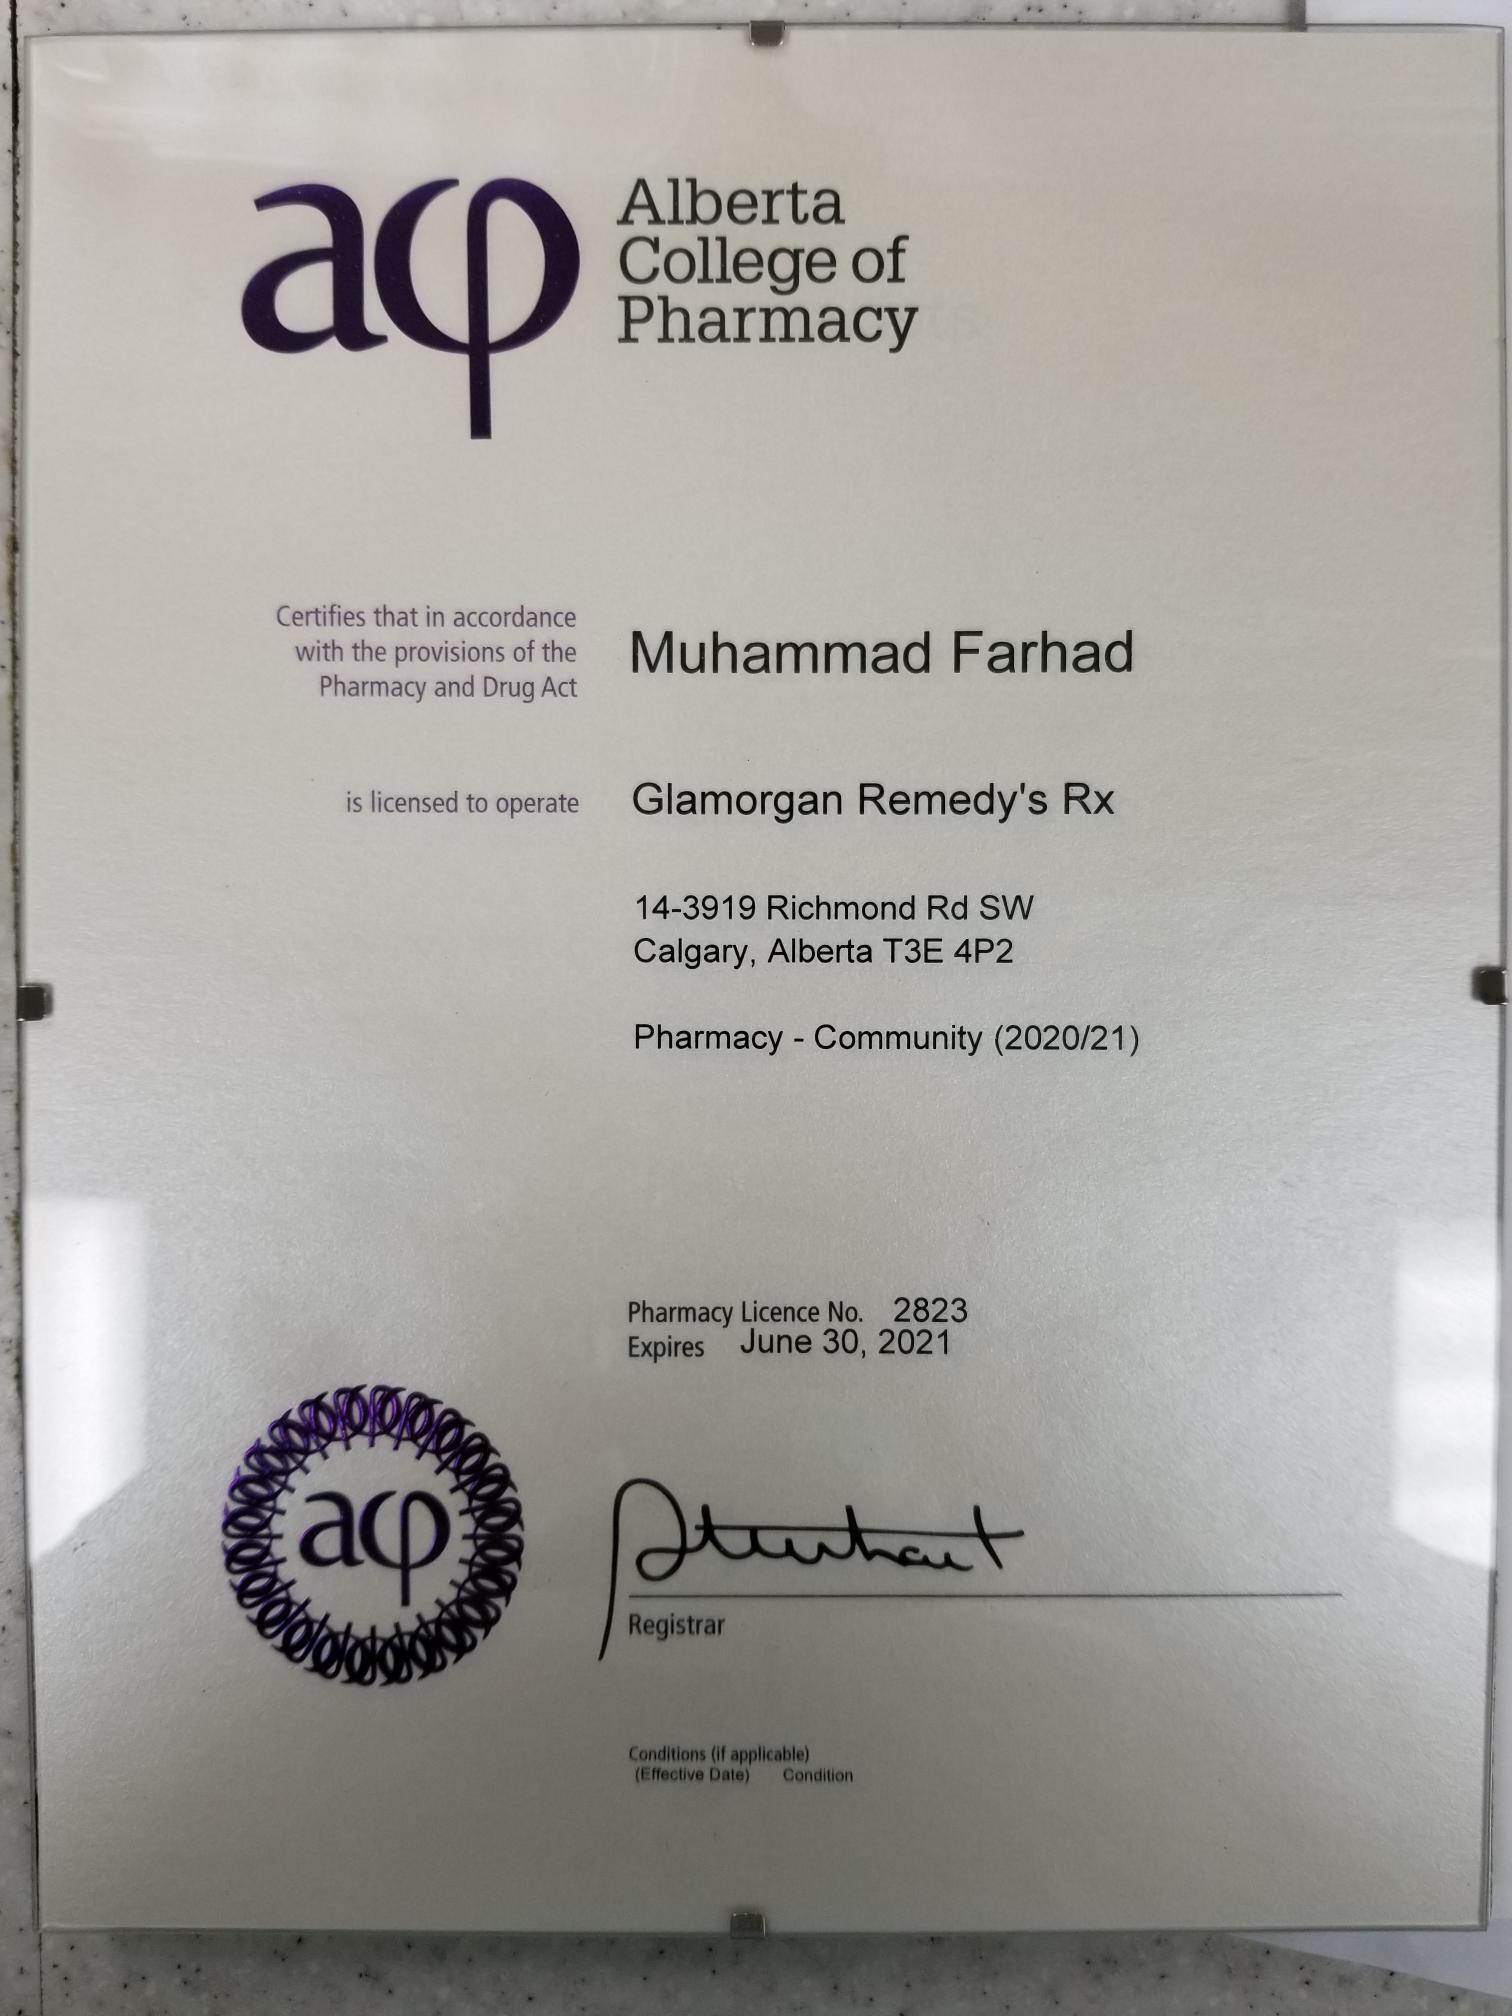 acp
Alberta
College of
Pharmacy
Certifies that in accordance
with the provisions of the
Pharmacy and Drug Act
Muhammad Farhad
is licensed to operate
Glamorgan Remedy's Rx
14-3919 Richmond Rd SW
Calgary, Alberta T3E 4P2
Pharmacy - Community (2020/21)
Pharmacy Licence No. 2823
Expires June 30, 2021
acp
Registrar
Conditions (if applicable)
(Effective Date) Condition